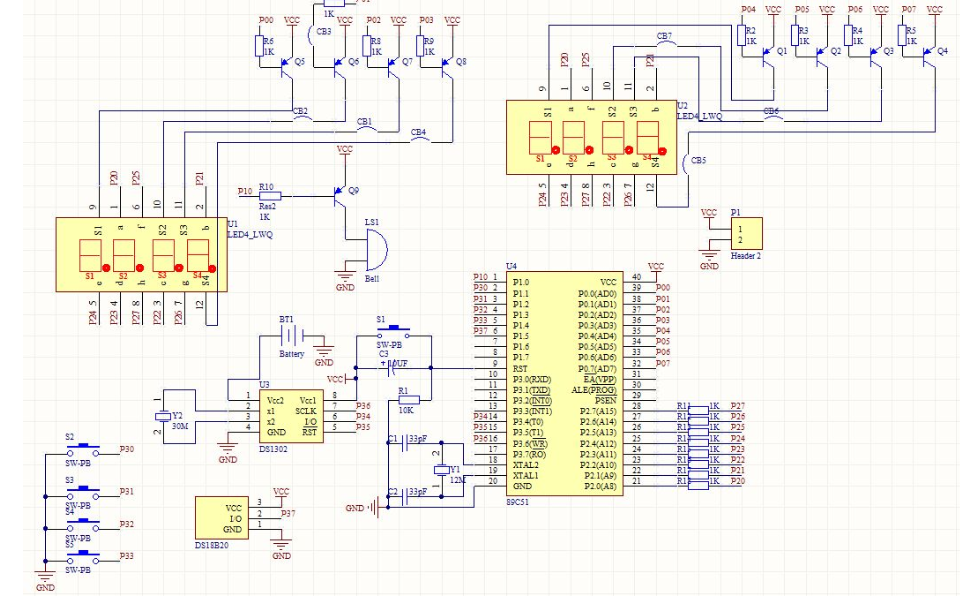 1K
P00 VCC VCC P02 VCC P03 VCC
R6 1K Q5 CB3 Q6 R8 1K Q7 R9 1K Q8
CB2 CB1 CB4
P04 VCC P05 VCC P06 VCC P07 VCC
R2 1K Q1 R3 1K Q2 R4 1K Q3 R5 1K Q4
CB7
P20 P25 P21
9 1 6 10 11 2
S1 a f S2 S3 b
U2
LED4_LWQ
CB6
S1 S2 S3 S4
e d h c g S4
5 4 8 3 7 12
P24 P23 P27 P22 P26
CB5
VCC
P10 R10 Res2 1K Q9
LS1
Bell
GND
P20 P25 P21
9 1 6 10 11 2
S1 a f S2 S3 b
U1
LED4_LWQ
S1 S2 S3 S4
e d h c g S4
5 4 8 3 7 12
P24 P23 P27 P22 P26
VCC P1
1
2
GND Header 2
BT1
Battery
GND
S1
SW-PB
C3
+ 10UF
VCC
R1
10K
U3
1 Vcc2 Vcc1 8
2 x1 SCLK 7 P36
3 x2 I/O 6 P34
4 GND RST 5 P35
GND DS1302
1
Y2
30M
2
C1 33pF
2
Y1
12M
1
C2 33pF
GND
U4
VCC
P10 1 P1.0 VCC 40
P30 2 P1.1 P0.0(AD0) 39 P00
P31 3 P1.2 P0.1(AD1) 38 P01
P32 4 P1.3 P0.2(AD2) 37 P02
P33 5 P1.4 P0.3(AD3) 36 P03
P37 6 P1.5 P0.4(AD4) 35 P04
7 P1.6 P0.5(AD5) 34 P05
8 P1.7 P0.6(AD6) 33 P06
9 RST P0.7(AD7) 32 P07
10 P3.0(RXD) EA(VPP) 31
11 P3.1(TXD) ALE(PROG) 30
12 P3.2(INT0) PSEN 29
13 P3.3(INT1) P2.7(A15) 28 1K P27
P34 14 P3.4(T0) P2.6(A14) 27 1K P26
P35 15 P3.5(T1) P2.5(A13) 26 1K P25
P36 16 P3.6(WR) P2.4(A12) 25 1K P24
17 P3.7(RD) P2.3(A11) 24 1K P23
18 XTAL2 P2.2(A10) 23 1K P22
19 XTAL1 P2.1(A9) 22 1K P21
20 GND P2.0(A8) 21 1K P20
89C51
S2
SW-PB P30
S3
SW-PB P31
S4
SW-PB P32
S5
SW-PB P33
GND
VCC
VCC 3
I/O 2 P37
GND 1
DS18B20
GND